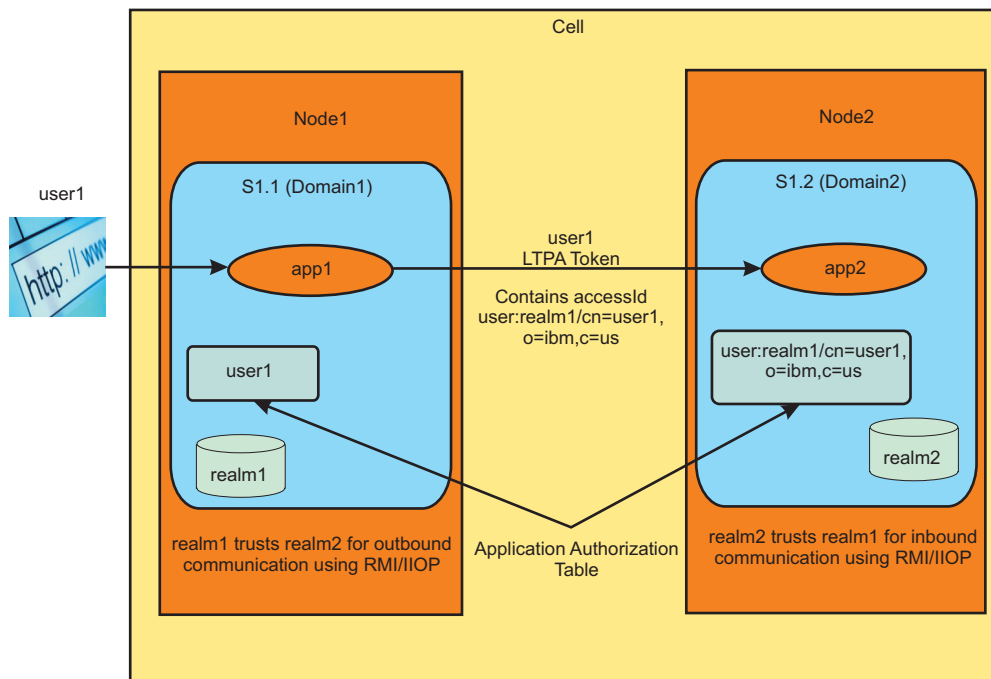 Cell
Node1
Node2
S1.1 (Domain1)
S1.2 (Domain2)
user1
http: // www
app1
user1
LTPA Token
Contains accessId
user:realm1/cn=user1,
o=ibm,c=us
app2
user1
user:realm1/cn=user1,
o=ibm,c=us
realm1
realm2
realm1 trusts realm2 for outbound
communication using RMI/IIOP
Application Authorization
Table
realm2 trusts realm1 for inbound
communication using RMI/IIOP